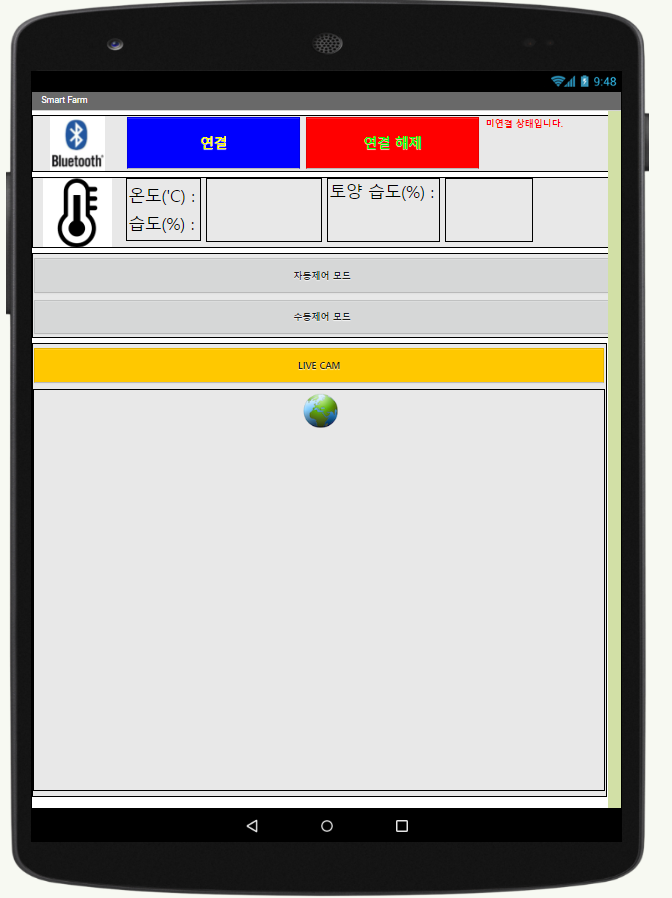 9:48
Smart Farm
Bluetooth®
연결
연결 해제
미연결 상태입니다.
온도('C) :
습도(%) :
토양 습도(%) :
자동제어 모드
수동제어 모드
LIVE CAM